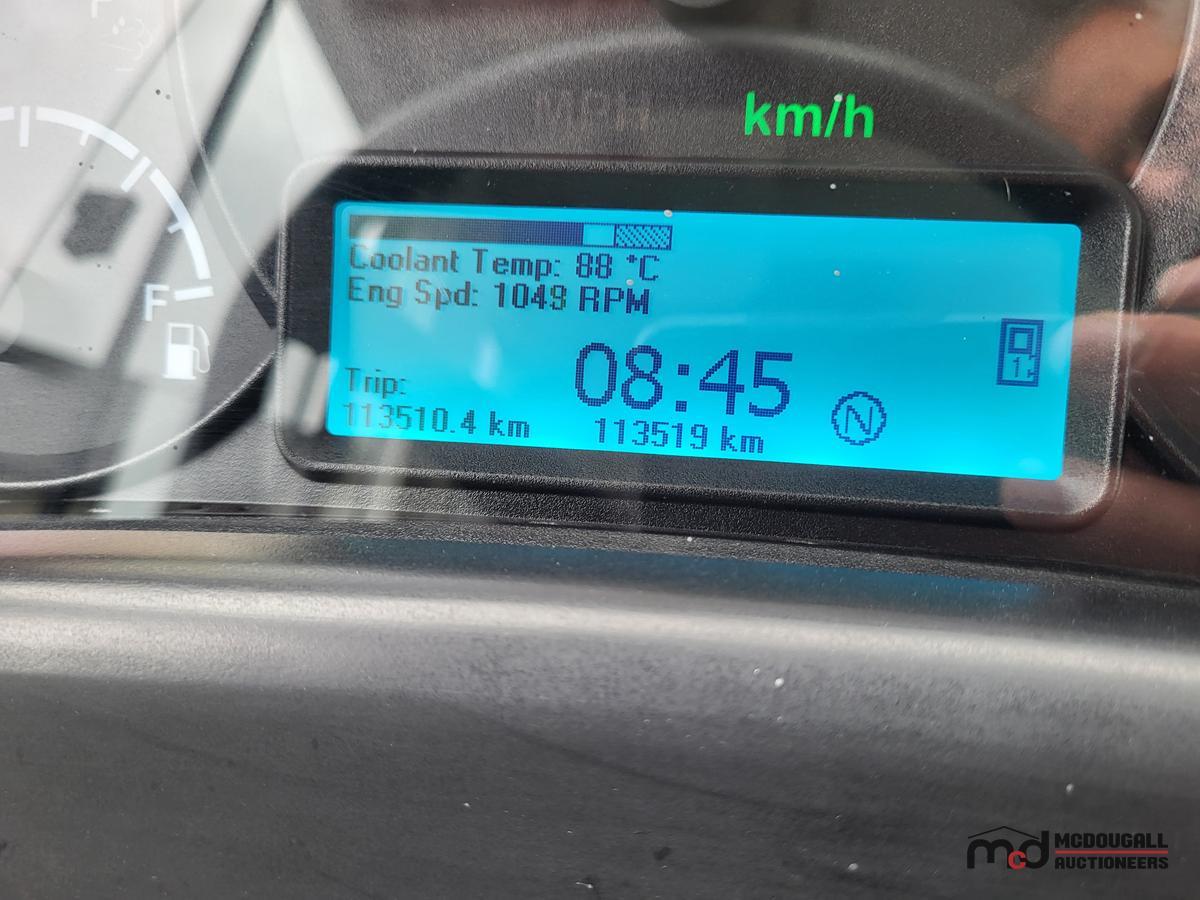 MPH km/h
Coolant Temp: 88 °C
Eng Spd: 1049 RPM
08:45
Trip:
113510.4 km 113519 km
N
1
F
mcd MCDOUGALL
AUCTIONEERS